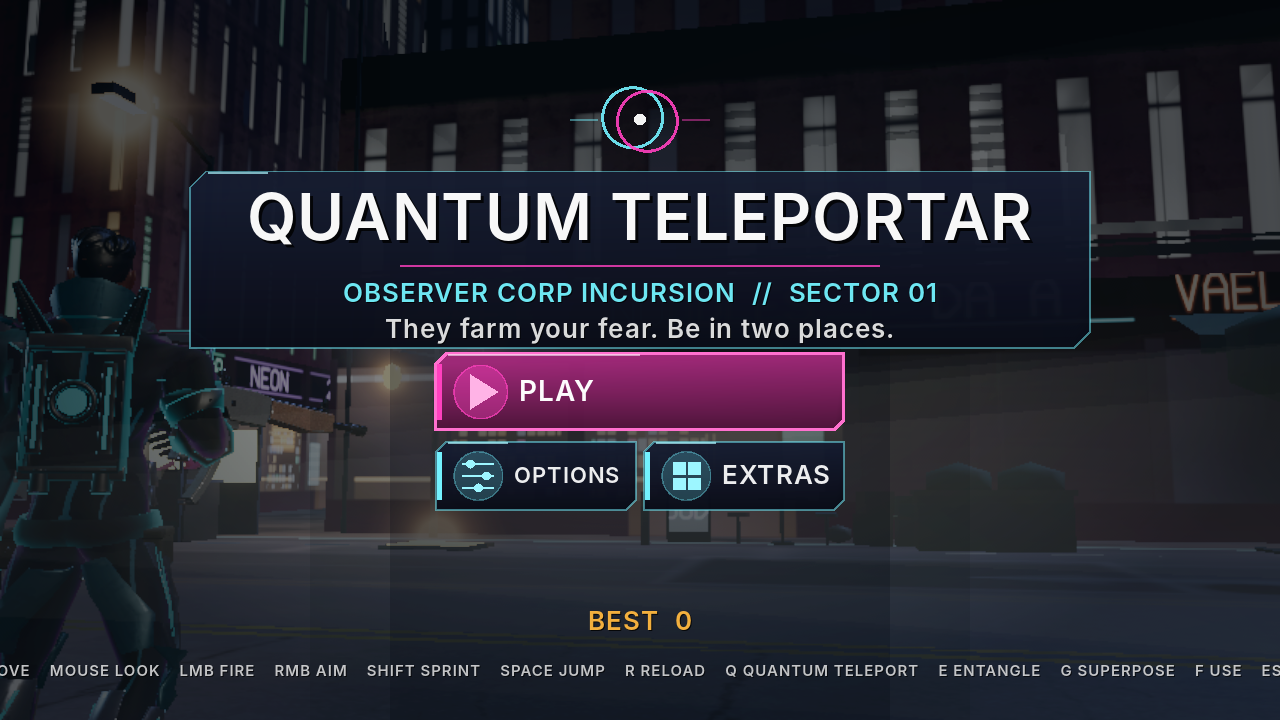 QUANTUM TELEPORTAR
OBSERVER CORP INCURSION // SECTOR 01
They farm your fear. Be in two places.
VAEL
NEON
PLAY
OPTIONS
EXTRAS
BEST 0
OVE MOUSE LOOK LMB FIRE RMB AIM SHIFT SPRINT SPACE JUMP R RELOAD Q QUANTUM TELEPORT E ENTANGLE G SUPERPOSE F USE ES